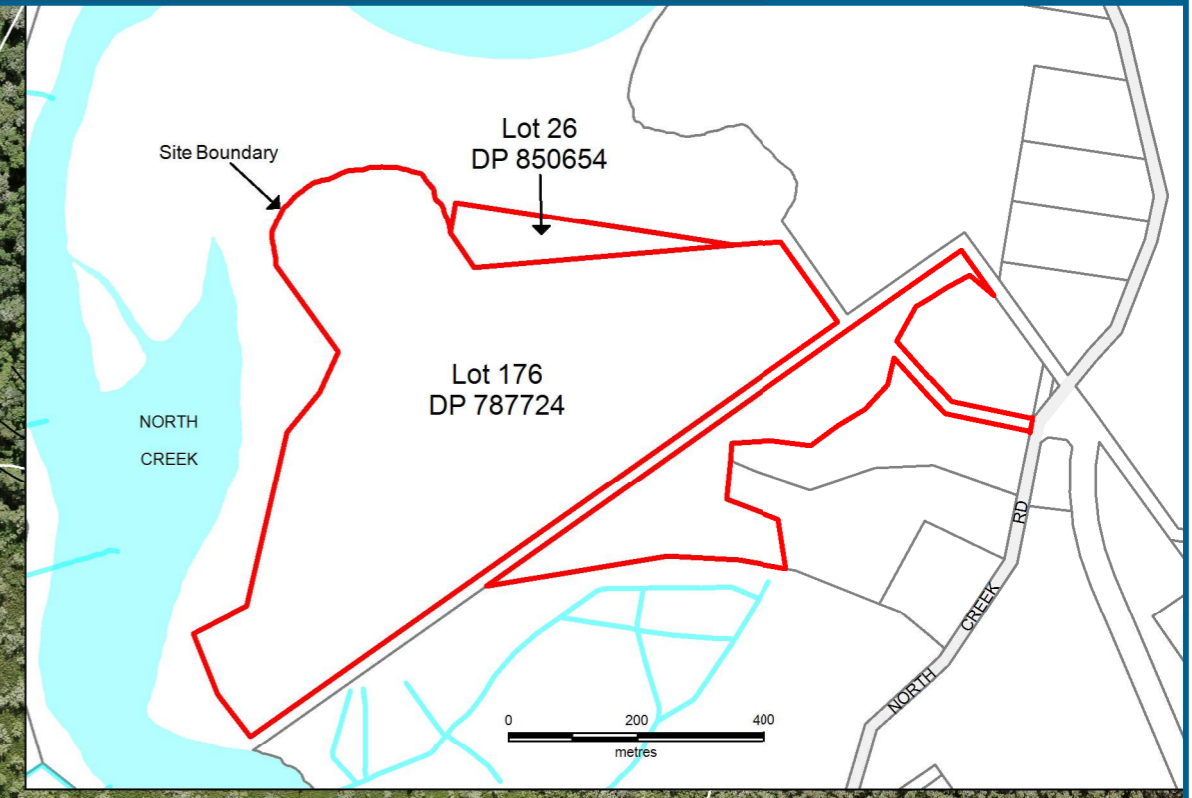 Lot 26
DP 850654
Site Boundary
Lot 176
DP 787724
NORTH
CREEK
NORTH CREEK RD
0 200 400
metres